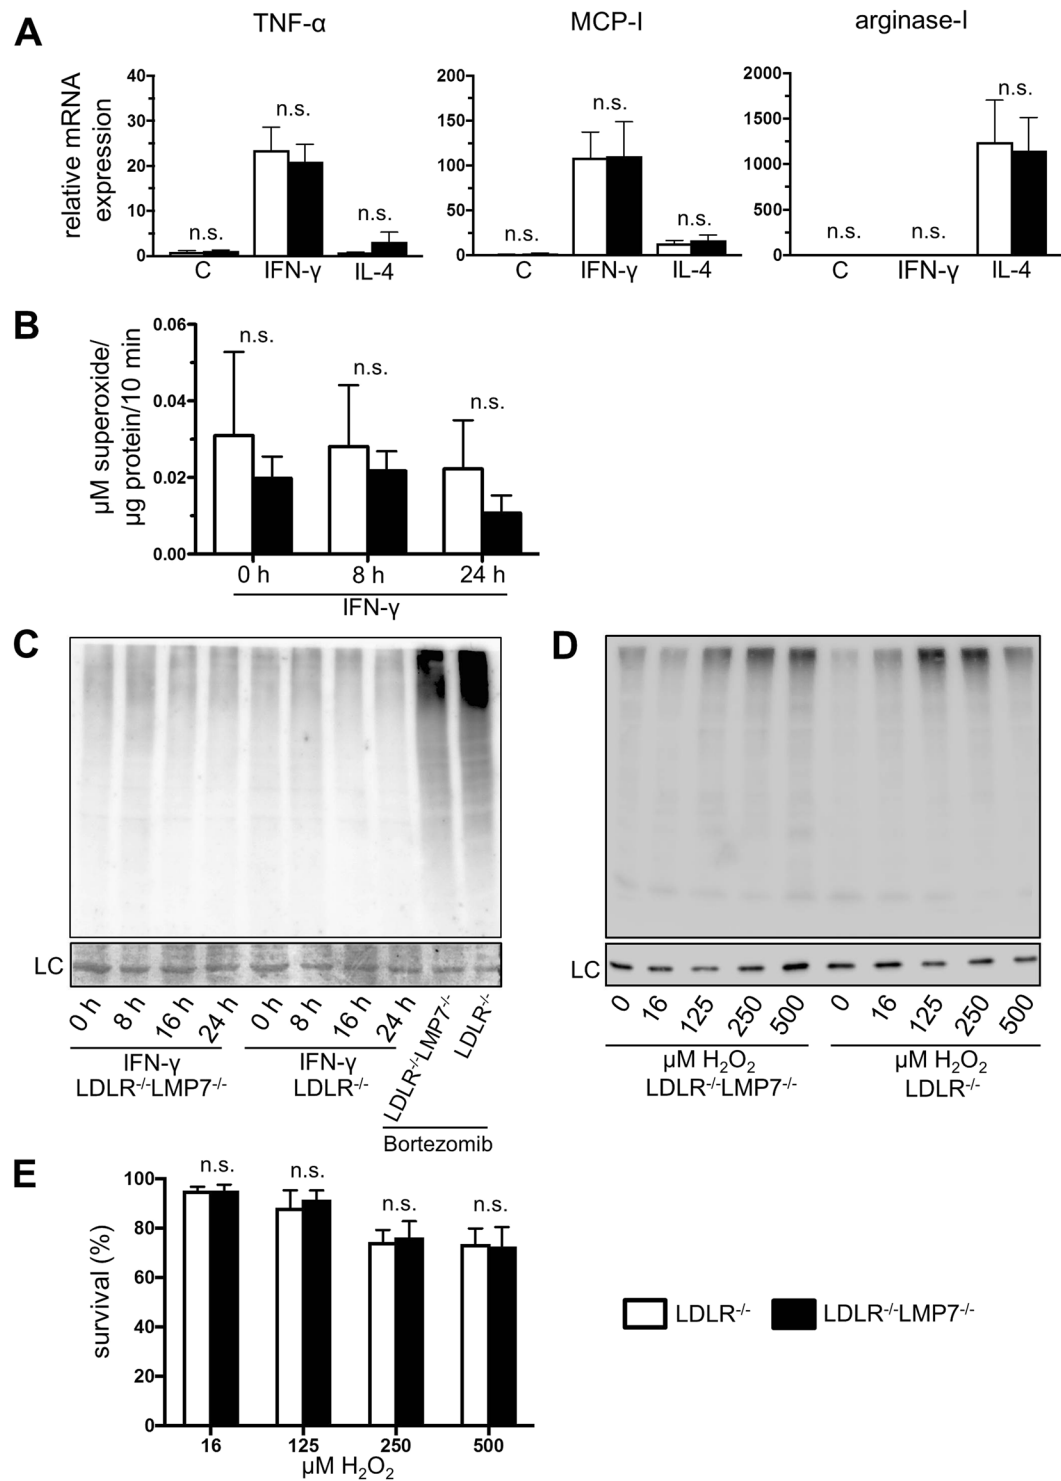 A
TNF-α
MCP-I
arginase-I
relative mRNA
expression
40
30
20
10
0
n.s.
n.s.
n.s.
C
IFN-γ
IL-4
200
150
100
50
0
n.s.
n.s.
n.s.
C
IFN-γ
IL-4
2000
1500
1000
500
0
n.s.
n.s.
n.s.
C
IFN-γ
IL-4
B
µM superoxide/
µg protein/10 min
0.06
0.04
0.02
0.00
n.s.
n.s.
n.s.
0 h
8 h
24 h
IFN-γ
C
LC
0 h
8 h
16 h
24 h
0 h
8 h
16 h
24 h
LDLR⁻/⁻LMP7⁻/⁻
LDLR⁻/⁻
IFN-γ
LDLR⁻/⁻LMP7⁻/⁻
IFN-γ
LDLR⁻/⁻
Bortezomib
D
LC
0
16
125
250
500
0
16
125
250
500
µM H₂O₂
LDLR⁻/⁻LMP7⁻/⁻
µM H₂O₂
LDLR⁻/⁻
E
survival (%)
100
80
60
40
20
0
n.s.
n.s.
n.s.
n.s.
16
125
250
500
µM H₂O₂
LDLR⁻/⁻
LDLR⁻/⁻LMP7⁻/⁻